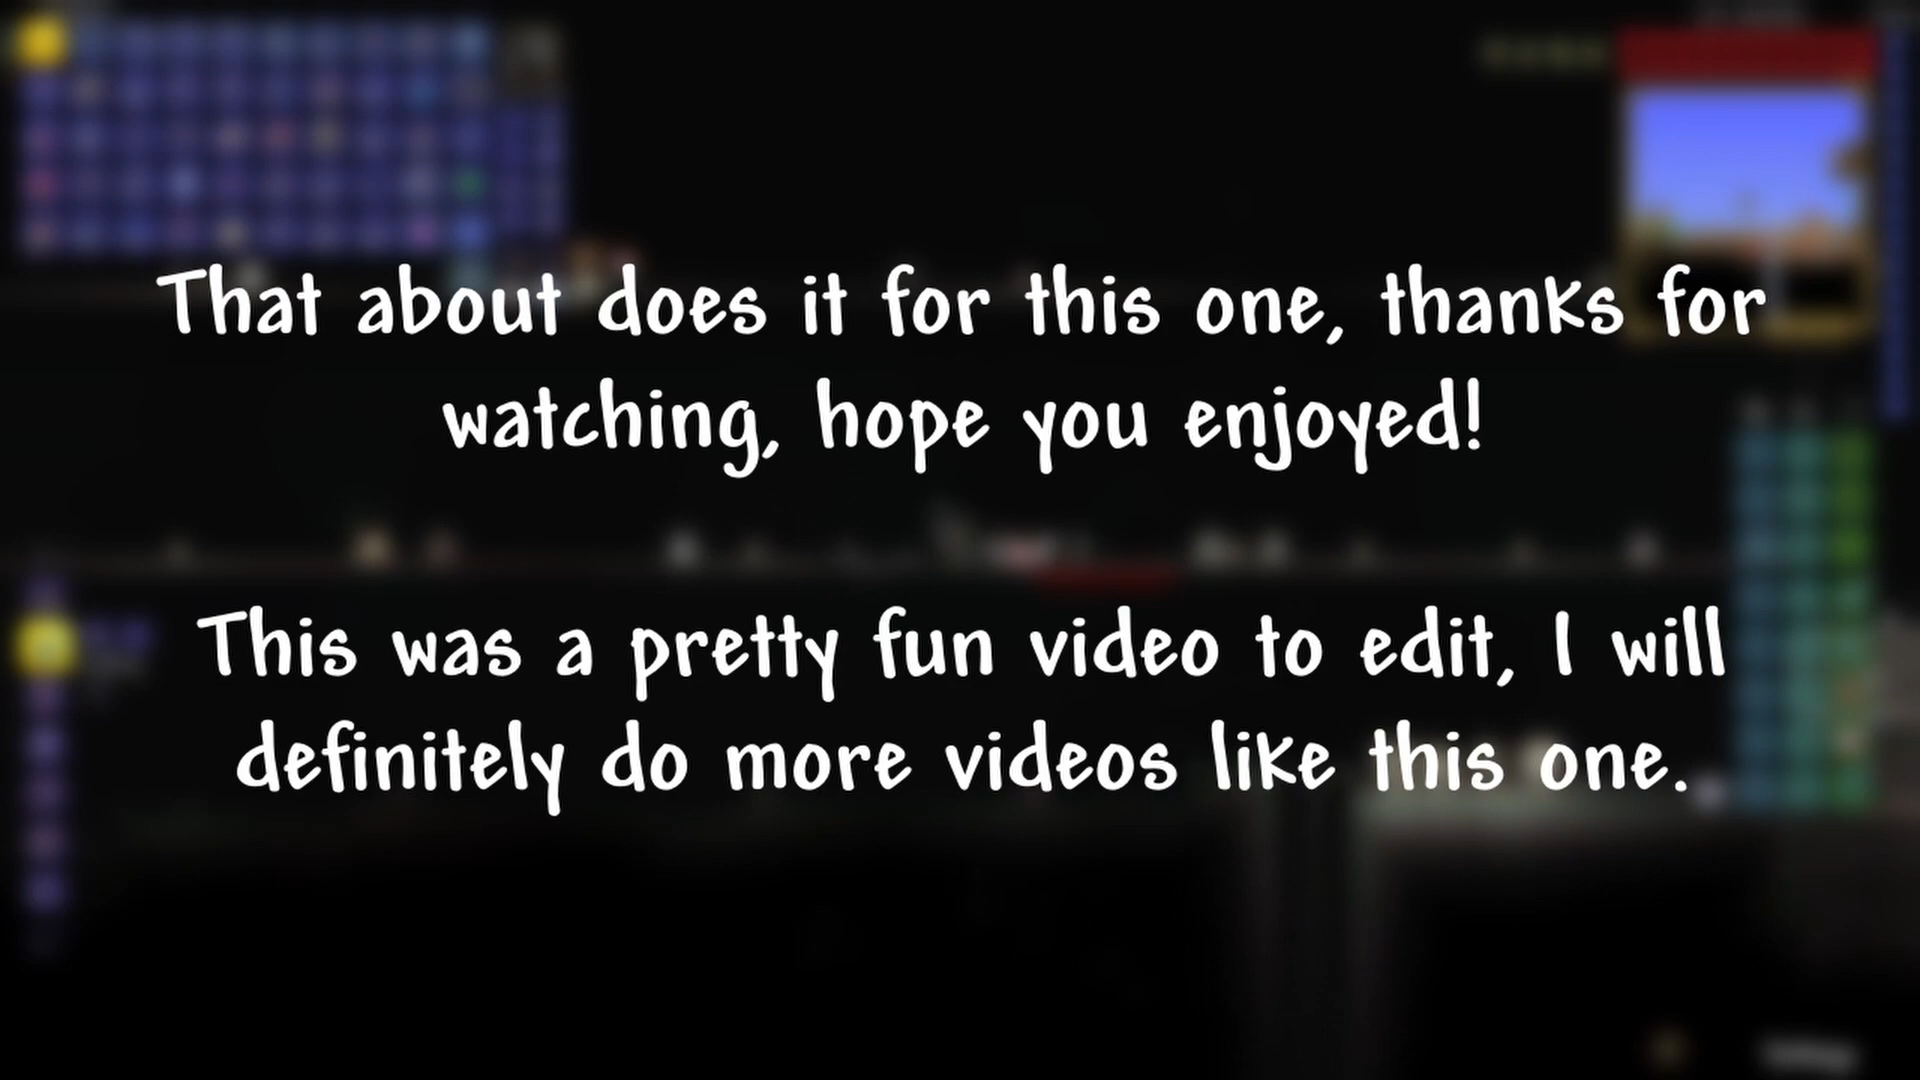 That about does it for this one, thanks for
watching, hope you enjoyed!
This was a pretty fun video to edit, I will
definitely do more videos like this one.